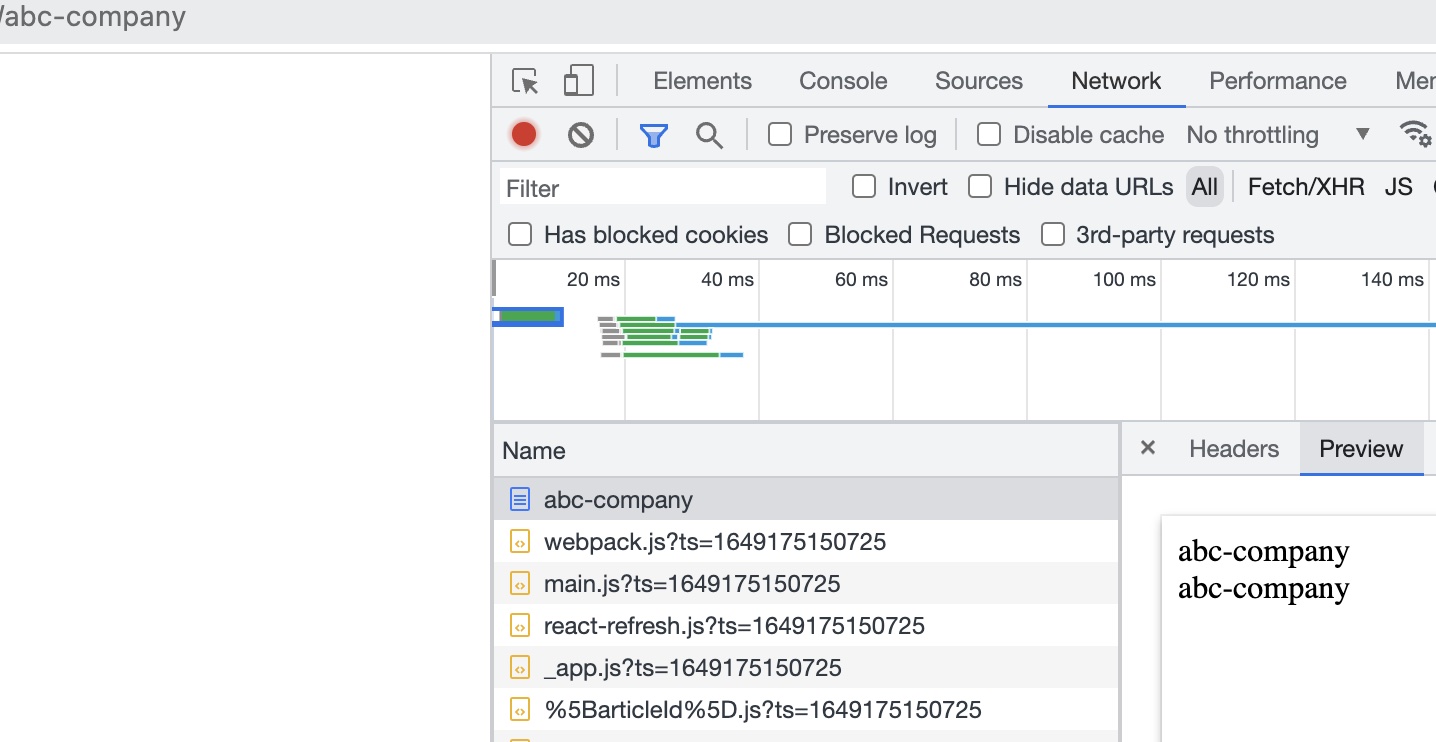 /abc-company
Elements Console Sources Network Performance Mer
Preserve log Disable cache No throttling
Filter Invert Hide data URLs All Fetch/XHR JS
Has blocked cookies Blocked Requests 3rd-party requests
20 ms 40 ms 60 ms 80 ms 100 ms 120 ms 140 ms
Name
Headers Preview
abc-company
webpack.js?ts=1649175150725
main.js?ts=1649175150725
react-refresh.js?ts=1649175150725
_app.js?ts=1649175150725
%5BarticleId%5D.js?ts=1649175150725
abc-company
abc-company